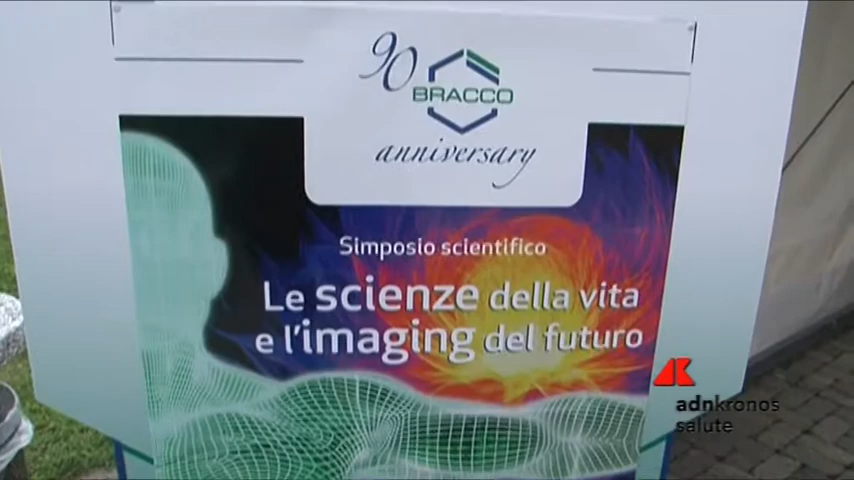 90
BRACCO
anniversary
Simposio scientifico
Le scienze della vita
e l'imaging del futuro
adnkronos
salute